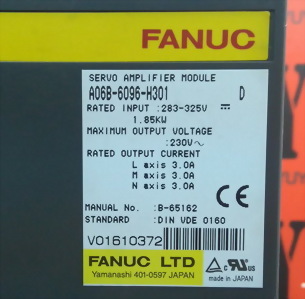 FANUC
SERVO AMPLIFIER MODULE
A06B-6096-H301 D
RATED INPUT :283-325V
1.85KW
MAXIMUM OUTPUT VOLTAGE
:230V~
RATED OUTPUT CURRENT
L axis 3.0A
M axis 3.0A
N axis 3.0A
CE
MANUAL No. :B-65162
STANDARD :DIN VDE 0160
V01610372
FANUC LTD
Yamanashi 401-0597 JAPAN
c RU US
MADE IN JAPAN